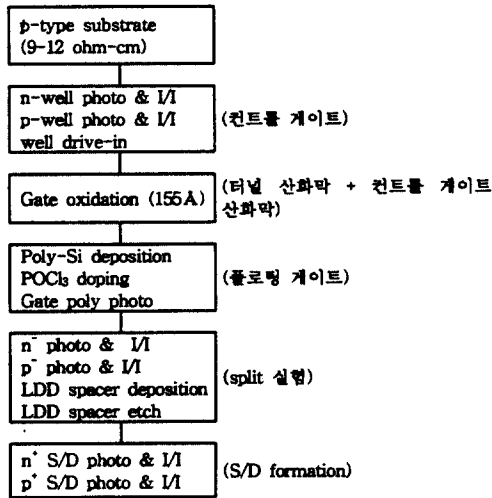 p-type substrate
(9-12 ohm-cm)
n-well photo & I/I
p-well photo & I/I
well drive-in
(컨트롤 게이트)
Gate oxidation (155Å)
(터널 산화막 + 컨트롤 게이트
산화막)
Poly-Si deposition
POCl₃ doping
Gate poly photo
(플로팅 게이트)
n⁻ photo & I/I
p⁻ photo & I/I
LDD spacer deposition
LDD spacer etch
(split 실험)
n⁺ S/D photo & I/I
p⁺ S/D photo & I/I
(S/D formation)